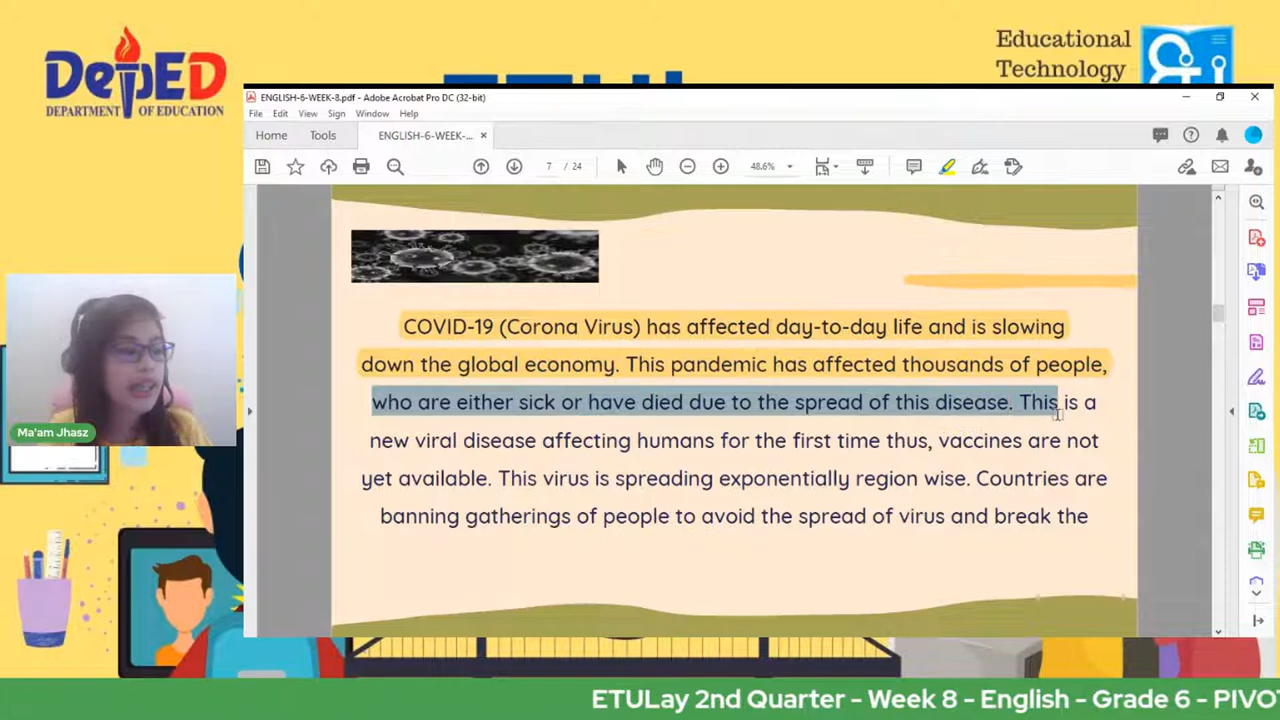 DepED
DEPARTMENT OF EDUCATION
Educational
Technology
ENGLISH-6-WEEK-8.pdf - Adobe Acrobat Pro DC (32-bit)
File Edit View Sign Window Help
Home Tools ENGLISH-6-WEEK-... ×
7 / 24 48.6%
COVID-19 (Corona Virus) has affected day-to-day life and is slowing
down the global economy. This pandemic has affected thousands of people,
who are either sick or have died due to the spread of this disease. This is a
new viral disease affecting humans for the first time thus, vaccines are not
yet available. This virus is spreading exponentially region wise. Countries are
banning gatherings of people to avoid the spread of virus and break the
Ma'am Jhasz
ETULay 2nd Quarter - Week 8 - English - Grade 6 - PIVO